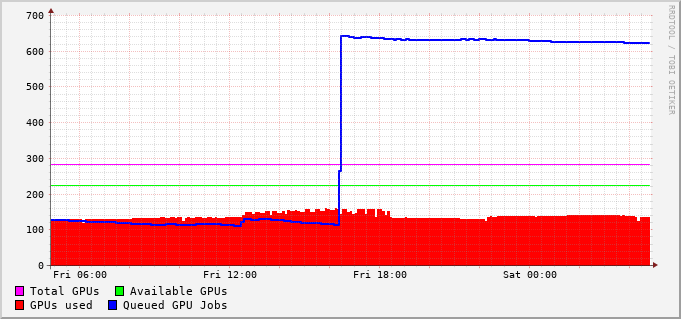 700
600
500
400
300
200
100
0
Fri 06:00 Fri 12:00 Fri 18:00 Sat 00:00
Total GPUs Available GPUs
GPUs used Queued GPU Jobs
RRDTOOL / TOBI OETIKER